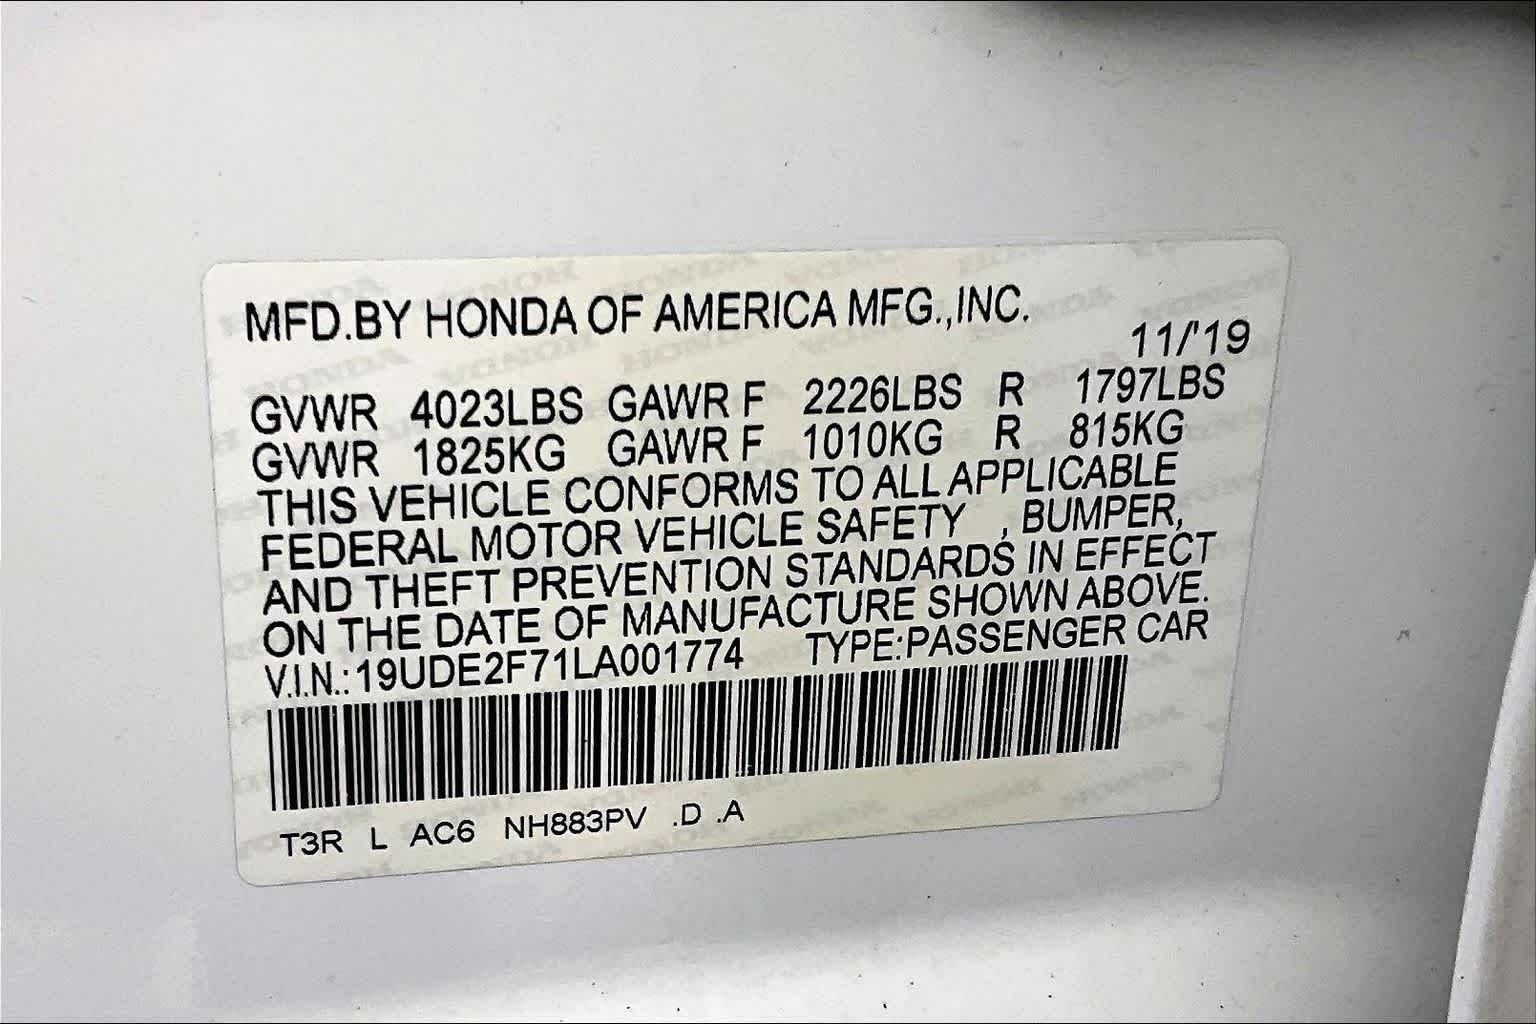 MFD.BY HONDA OF AMERICA MFG.,INC.
11/'19
GVWR 4023LBS GAWR F 2226LBS R 1797LBS
GVWR 1825KG GAWR F 1010KG R 815KG
THIS VEHICLE CONFORMS TO ALL APPLICABLE
FEDERAL MOTOR VEHICLE SAFETY , BUMPER,
AND THEFT PREVENTION STANDARDS IN EFFECT
ON THE DATE OF MANUFACTURE SHOWN ABOVE.
V.I.N.:19UDE2F71LA001774 TYPE:PASSENGER CAR
T3R L AC6 NH883PV .D .A